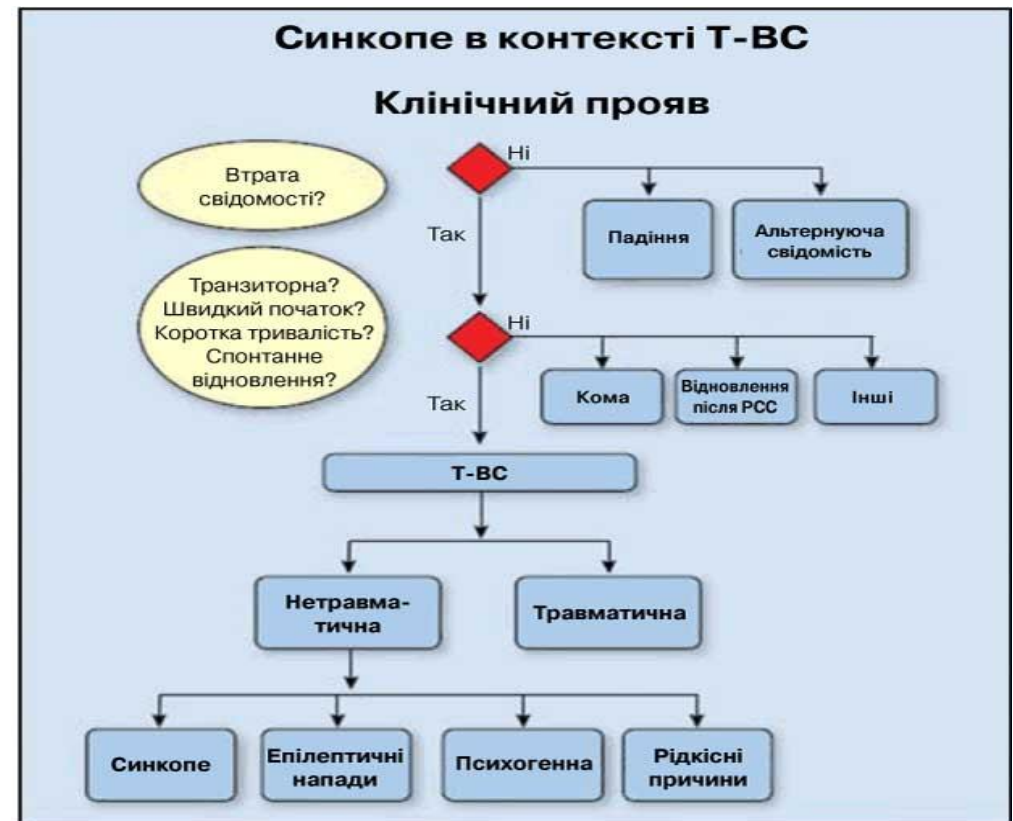 Синкопе в контексті Т-ВС
Клінічний прояв
Втрата
свідомості?
Ні
Так
Падіння
Альтернуюча
свідомість
Транзиторна?
Швидкий початок?
Коротка тривалість?
Спонтанне
відновлення?
Ні
Так
Кома
Відновлення
після РСС
Інші
Т-ВС
Нетравма-
тична
Травматична
Синкопе
Епілептичні
напади
Психогенна
Рідкісні
причини